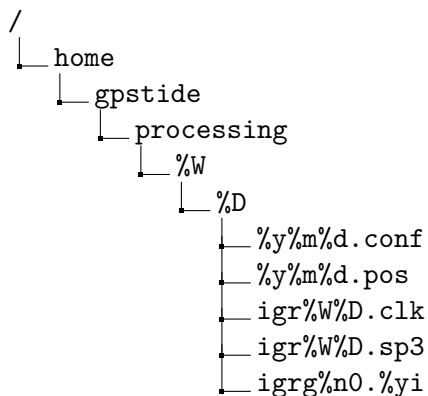 /
home
gpstide
processing
%W
%D
%y%m%d.conf
%y%m%d.pos
igr%W%D.clk
igr%W%D.sp3
igrg%n0.%yi